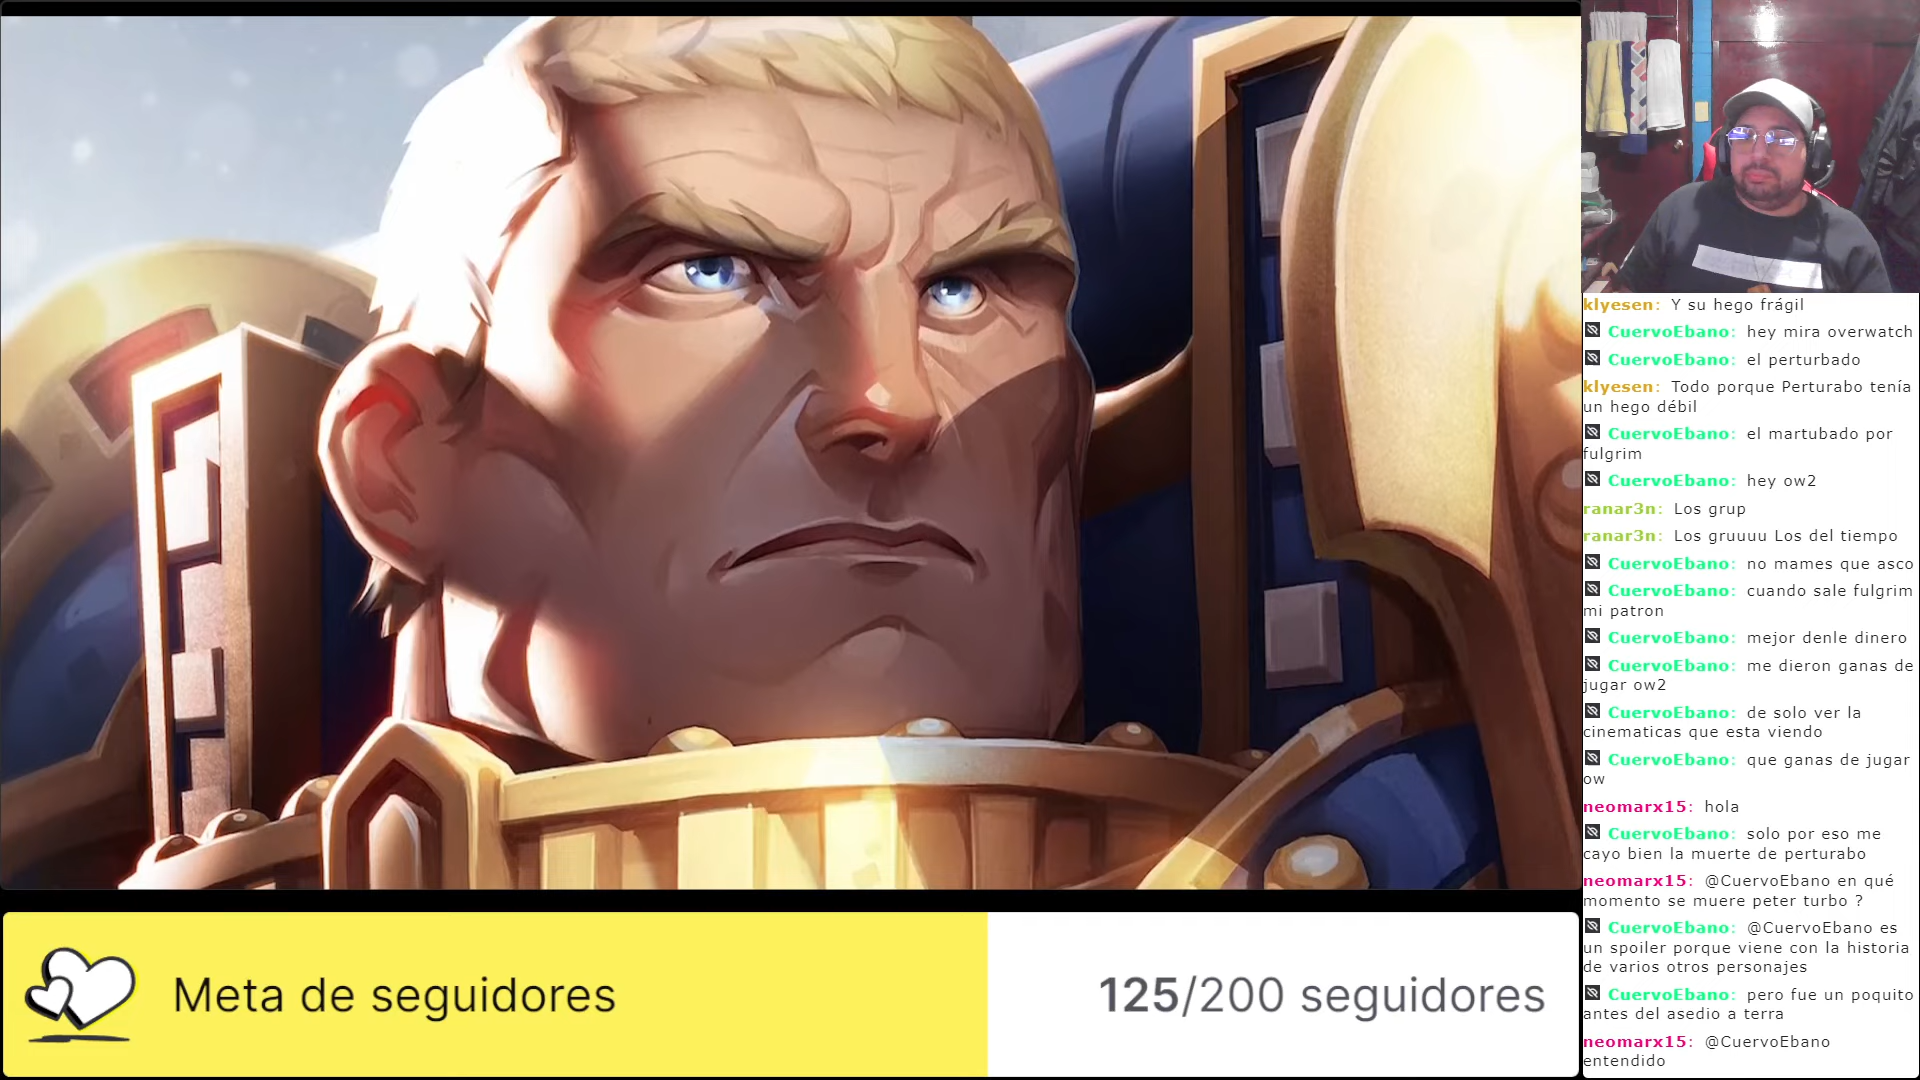 klyesen: Y su hego frágil
CuervoEbano: hey mira overwatch
CuervoEbano: el perturbado
klyesen: Todo porque Perturabo tenía
un hego débil
CuervoEbano: el martubado por
fulgrim
CuervoEbano: hey ow2
ranar3n: Los grup
ranar3n: Los gruuuu Los del tiempo
CuervoEbano: no mames que asco
CuervoEbano: cuando sale fulgrim
mi patron
CuervoEbano: mejor denle dinero
CuervoEbano: me dieron ganas de
jugar ow2
CuervoEbano: de solo ver la
cinematicas que esta viendo
CuervoEbano: que ganas de jugar
ow
neomarx15: hola
CuervoEbano: solo por eso me
cayo bien la muerte de perturabo
neomarx15: @CuervoEbano en qué
momento se muere peter turbo ?
CuervoEbano: @CuervoEbano es
un spoiler porque viene con la historia
de varios otros personajes
CuervoEbano: pero fue un poquito
antes del asedio a terra
neomarx15: @CuervoEbano
entendido
Meta de seguidores
125/200 seguidores